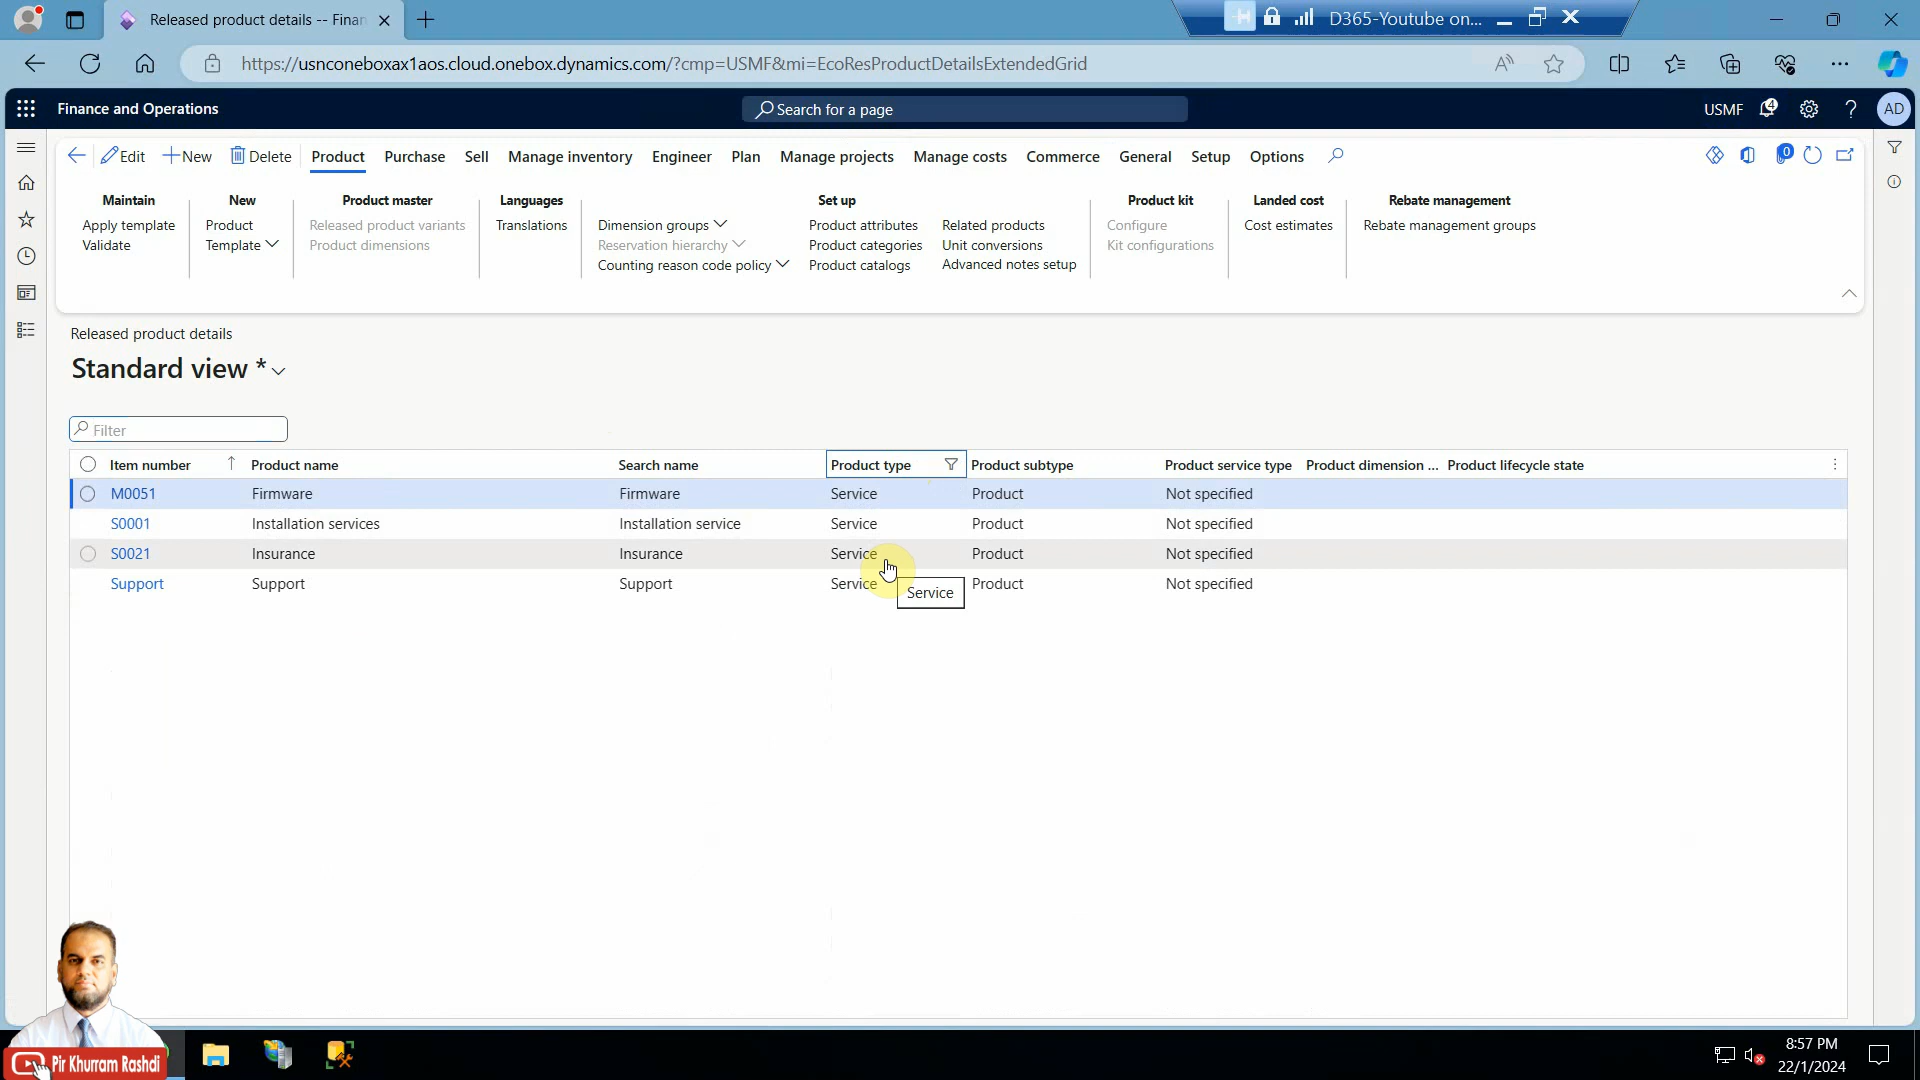 Released product details -- Finan
D365-Youtube on...
https://usnconeboxax1aos.cloud.onebox.dynamics.com/?cmp=USMF&mi=EcoResProductDetailsExtendedGrid
Finance and Operations
Search for a page
USMF
4
AD
Edit
New
Delete
Product
Purchase
Sell
Manage inventory
Engineer
Plan
Manage projects
Manage costs
Commerce
General
Setup
Options
0
Maintain
Apply template
Validate
New
Product
Template
Product master
Released product variants
Product dimensions
Languages
Translations
Set up
Dimension groups
Reservation hierarchy
Counting reason code policy
Product attributes
Product categories
Product catalogs
Related products
Unit conversions
Advanced notes setup
Product kit
Configure
Kit configurations
Landed cost
Cost estimates
Rebate management
Rebate management groups
Released product details
Standard view *
Filter
Item number Product name Search name Product type Product subtype Product service type Product dimension ... Product lifecycle state
M0051 Firmware Firmware Service Product Not specified
S0001 Installation services Installation service Service Product Not specified
S0021 Insurance Insurance Service Product Not specified
Support Support Support Service Product Not specified
Service
Pir Khurram Rashdi
8:57 PM
22/1/2024